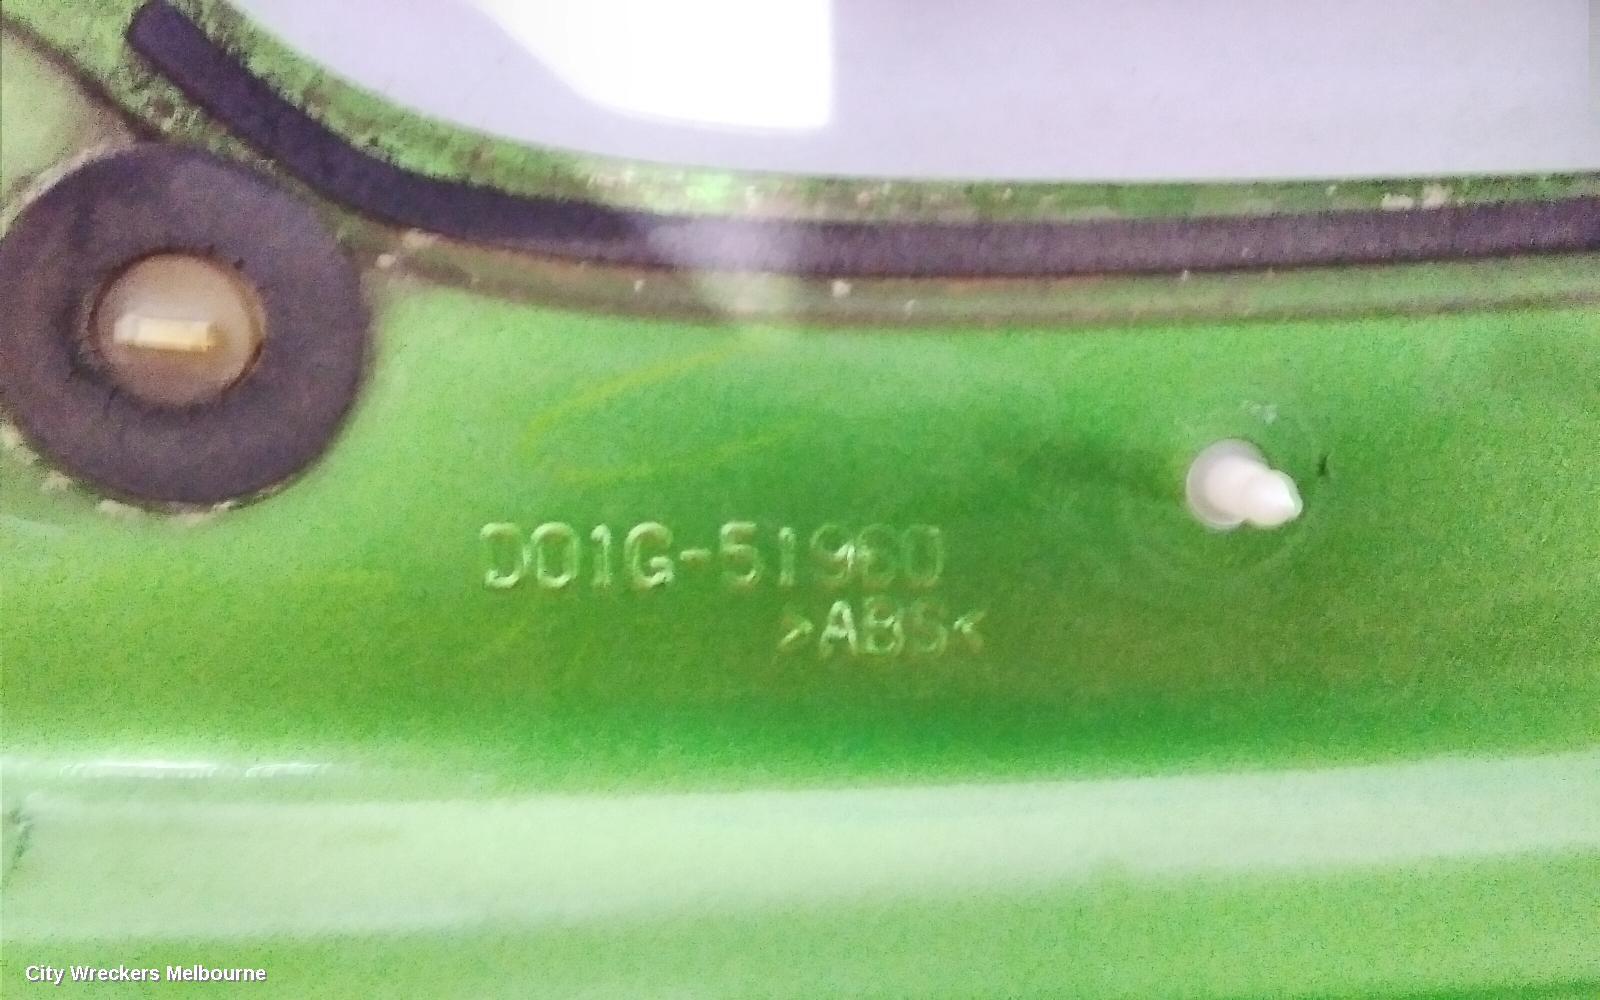 D01G-51960
>ABS<
City Wreckers Melbourne